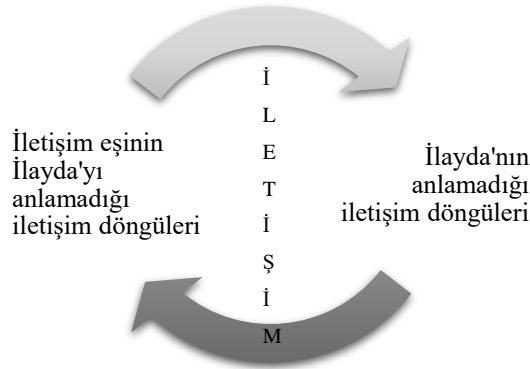 İletişim eşinin
İlayda'yı
anlamadığı
iletişim döngüleri
İ
L
E
T
İ
Ş
İ
M
İlayda'nın
anlamadığı
iletişim döngüleri